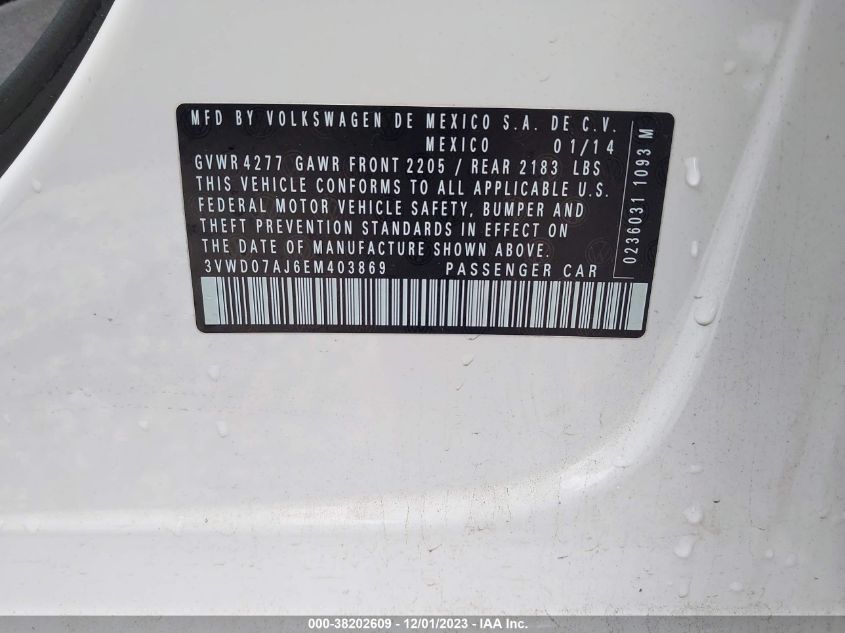 MFD BY VOLKSWAGEN DE MEXICO S.A. DE C.V.
MEXICO 01/14
GVWR 4277 GAWR FRONT 2205 / REAR 2183 LBS
THIS VEHICLE CONFORMS TO ALL APPLICABLE U.S.
FEDERAL MOTOR VEHICLE SAFETY, BUMPER AND
THEFT PREVENTION STANDARDS IN EFFECT ON
THE DATE OF MANUFACTURE SHOWN ABOVE.
3VWD07AJ6EM403869 PASSENGER CAR
0236031 1093 M
000-38202609 - 12/01/2023 - IAA Inc.